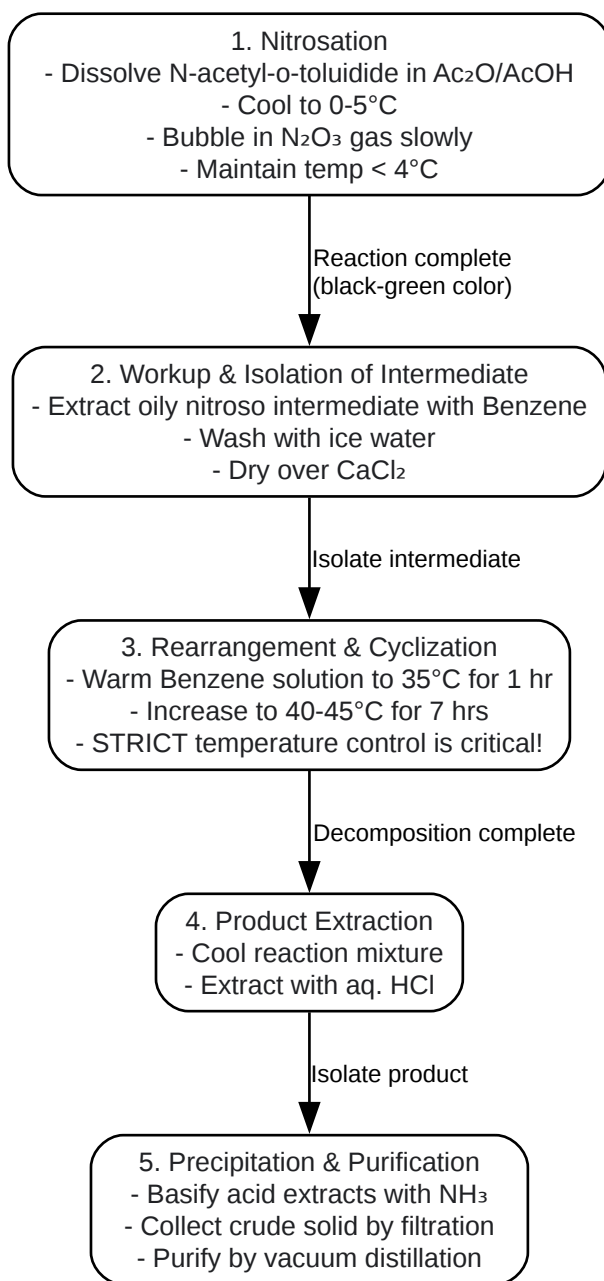 1. Nitrosation
- Dissolve N-acetyl-o-toluidide in Ac₂O/AcOH
- Cool to 0-5°C
- Bubble in N₂O₃ gas slowly
- Maintain temp < 4°C
Reaction complete
(black-green color)
2. Workup & Isolation of Intermediate
- Extract oily nitroso intermediate with Benzene
- Wash with ice water
- Dry over CaCl₂
Isolate intermediate
3. Rearrangement & Cyclization
- Warm Benzene solution to 35°C for 1 hr
- Increase to 40-45°C for 7 hrs
- STRICT temperature control is critical!
Decomposition complete
4. Product Extraction
- Cool reaction mixture
- Extract with aq. HCl
Isolate product
5. Precipitation & Purification
- Basify acid extracts with NH₃
- Collect crude solid by filtration
- Purify by vacuum distillation